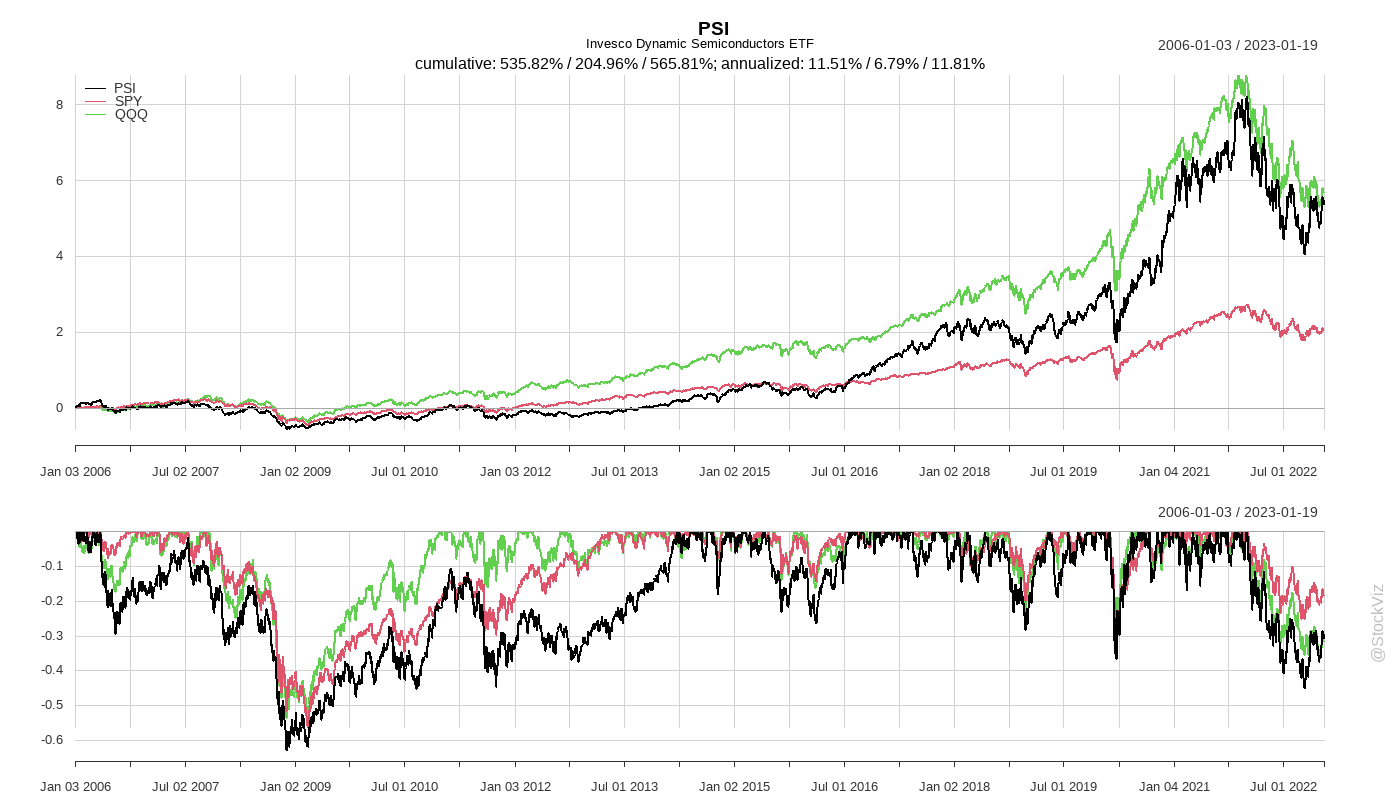 PSI
Invesco Dynamic Semiconductors ETF
2006-01-03 / 2023-01-19
cumulative: 535.82% / 204.96% / 565.81%; annualized: 11.51% / 6.79% / 11.81%
PSI
SPY
QQQ
8
6
4
2
0
Jan 03 2006 Jul 02 2007 Jan 02 2009 Jul 01 2010 Jan 03 2012 Jul 01 2013 Jan 02 2015 Jul 01 2016 Jan 02 2018 Jul 01 2019 Jan 04 2021 Jul 01 2022
2006-01-03 / 2023-01-19
-0.1
-0.2
-0.3
-0.4
-0.5
-0.6
Jan 03 2006 Jul 02 2007 Jan 02 2009 Jul 01 2010 Jan 03 2012 Jul 01 2013 Jan 02 2015 Jul 01 2016 Jan 02 2018 Jul 01 2019 Jan 04 2021 Jul 01 2022
@StockViz